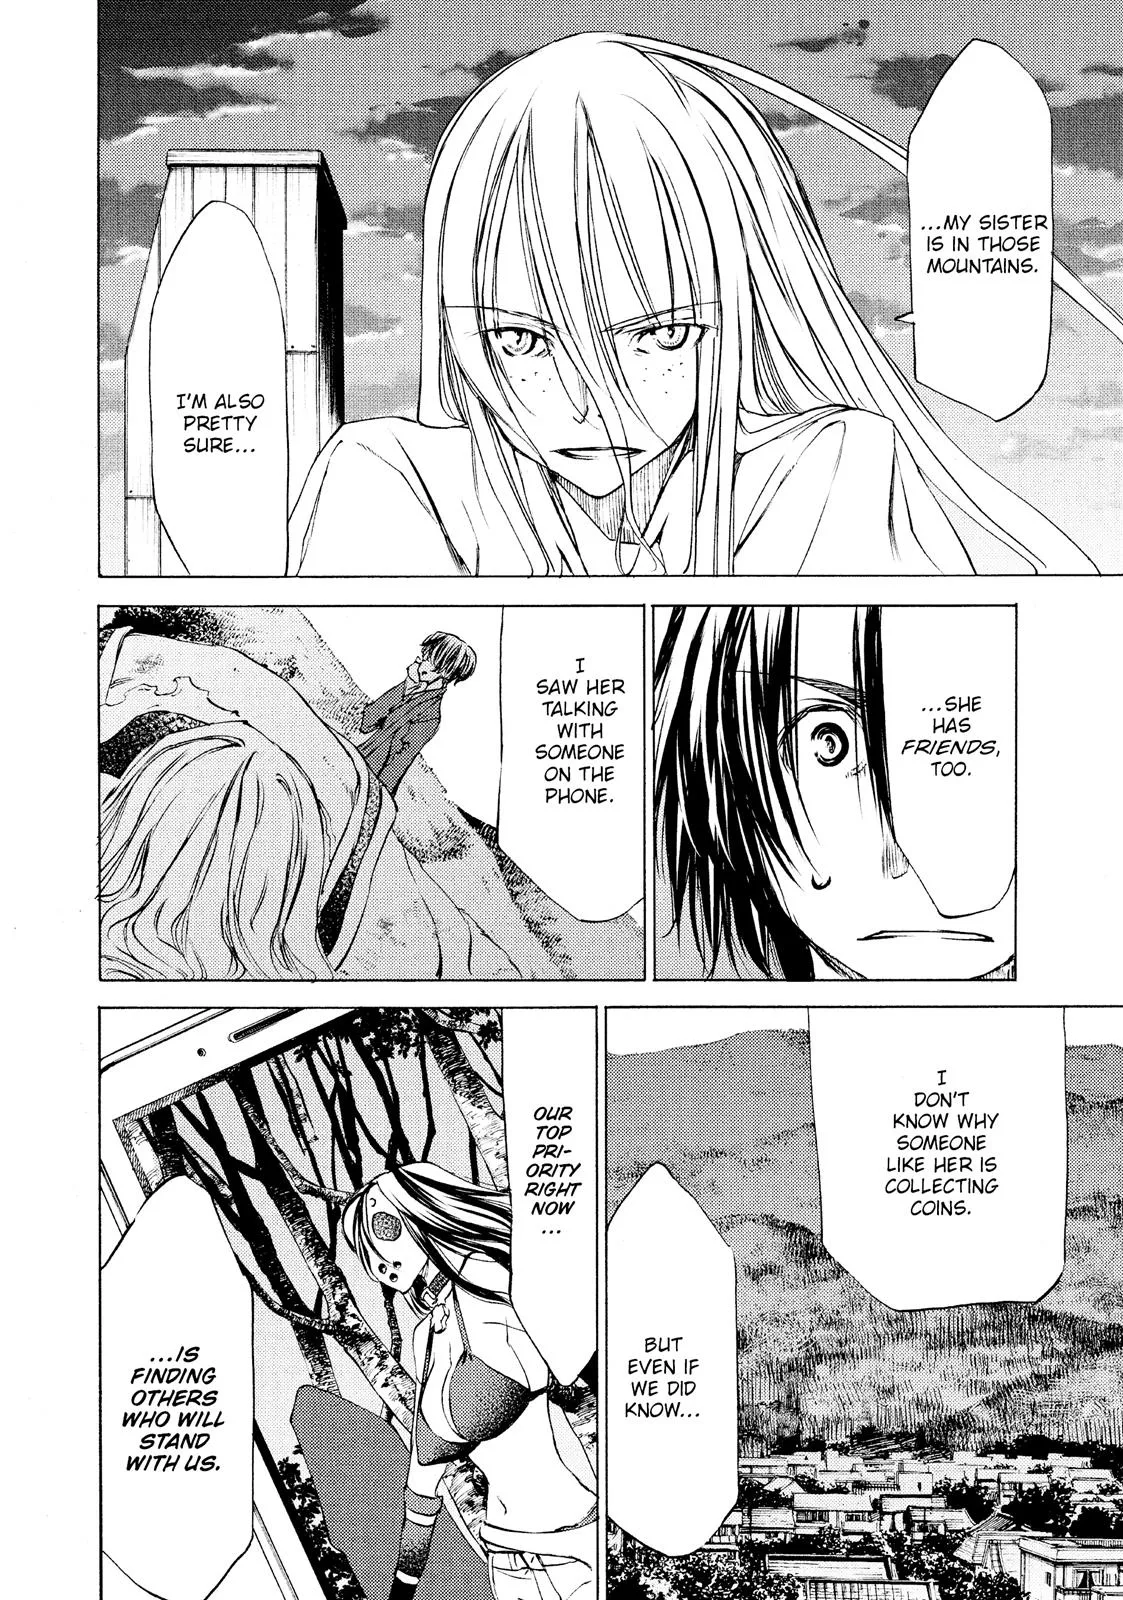 ...MY SISTER
IS IN THOSE
MOUNTAINS.
I'M ALSO
PRETTY
SURE...
...SHE
HAS
FRIENDS,
TOO.
I
SAW HER
TALKING
WITH
SOMEONE
ON THE
PHONE.
I
DON'T
KNOW WHY
SOMEONE
LIKE HER IS
COLLECTING
COINS.
BUT
EVEN IF
WE DID
KNOW...
OUR
TOP
PRI-
ORITY
RIGHT
NOW
...
...IS
FINDING
OTHERS
WHO WILL
STAND
WITH US.